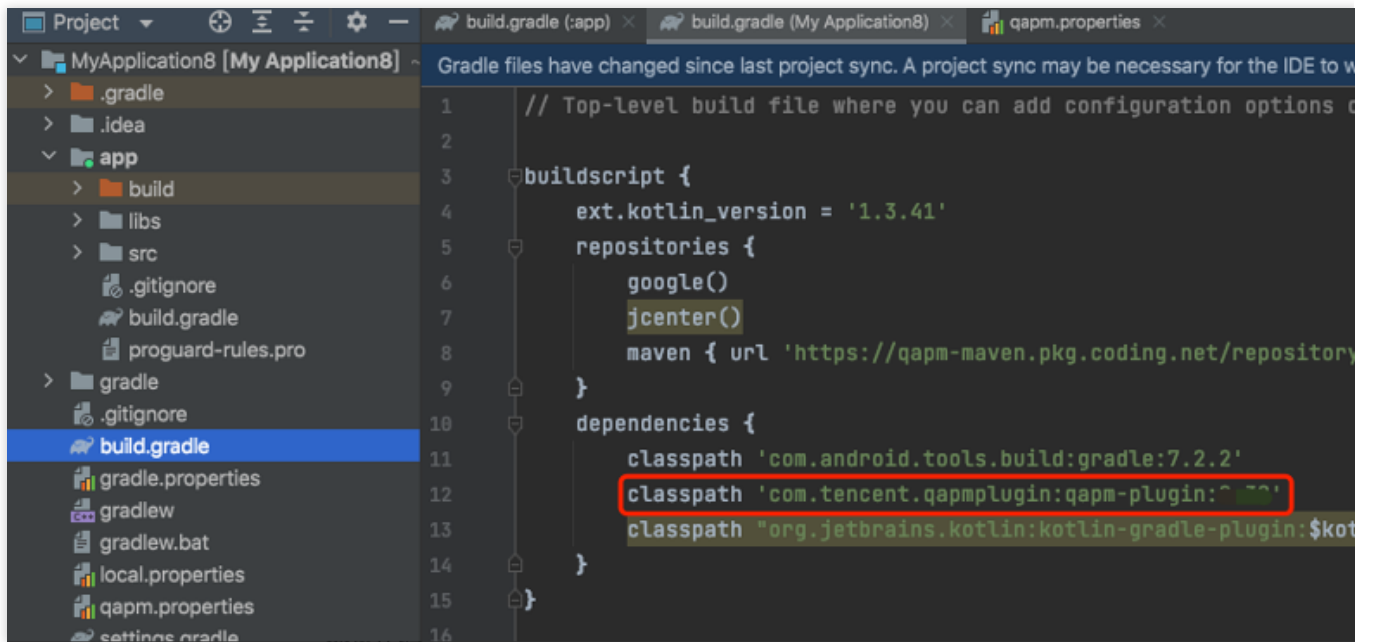 Project
build.gradle (:app)
build.gradle (My Application8)
qapm.properties
MyApplication8 [My Application8]
.gradle
.idea
app
build
libs
src
.gitignore
build.gradle
proguard-rules.pro
gradle
.gitignore
build.gradle
gradle.properties
gradlew
gradlew.bat
local.properties
qapm.properties
settings.gradle
Gradle files have changed since last project sync. A project sync may be necessary for the IDE to
1 // Top-level build file where you can add configuration options
2
3 buildscript {
4 ext.kotlin_version = '1.3.41'
5 repositories {
6 google()
7 jcenter()
8 maven { url 'https://qapm-maven.pkg.coding.net/repository
9 }
10 dependencies {
11 classpath 'com.android.tools.build:gradle:7.2.2'
12 classpath 'com.tencent.qapmplugin:qapm-plugin:
13 classpath "org.jetbrains.kotlin:kotlin-gradle-plugin:$kot
14 }
15 }
16